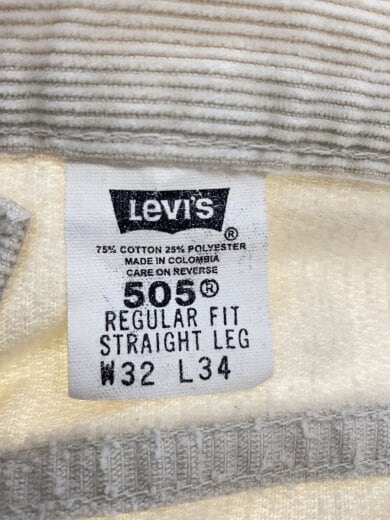 LEVI'S®
75% COTTON 25% POLYESTER
MADE IN COLOMBIA
CARE ON REVERSE
505®
REGULAR FIT
STRAIGHT LEG
W32 L34